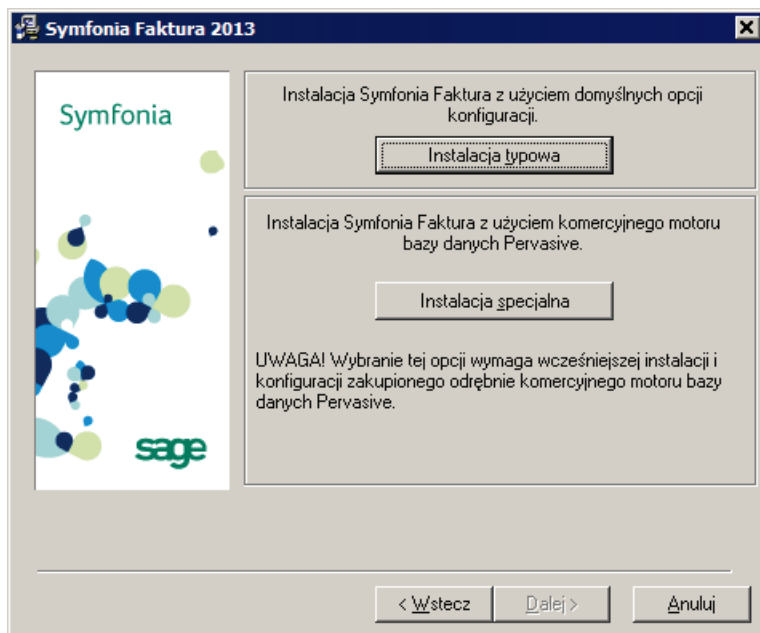 Symfonia Faktura 2013
Symfonia
sage
Instalacja Symfonia Faktura z użyciem domyślnych opcji
konfiguracji.
Instalacja typowa
Instalacja Symfonia Faktura z użyciem komercyjnego motoru
bazy danych Pervasive.
Instalacja specjalna
UWAGA! Wybranie tej opcji wymaga wcześniejszej instalacji i
konfiguracji zakupionego odrębnie komercyjnego motoru bazy
danych Pervasive.
< Wstecz
Dalej >
Anuluj